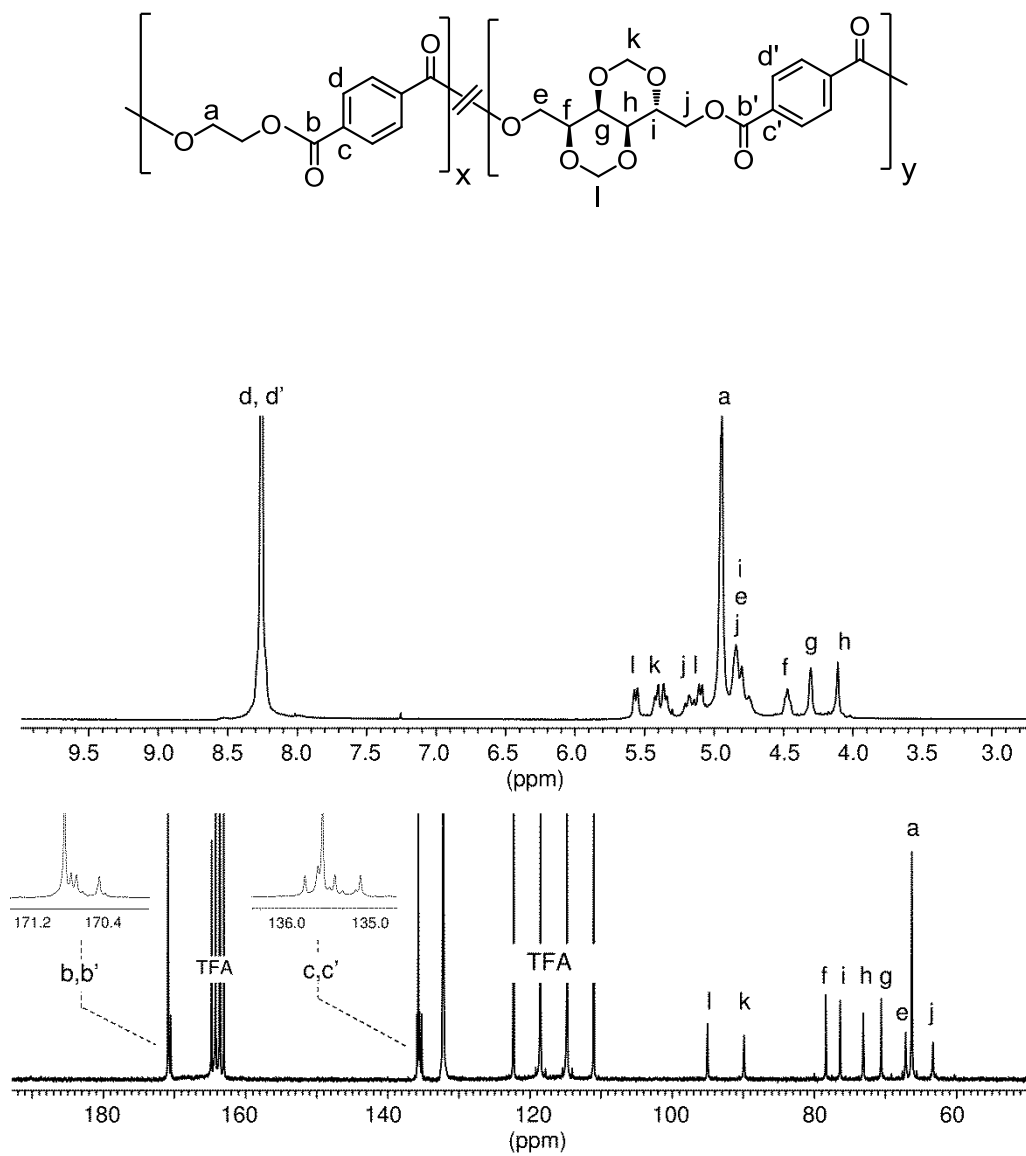 k
O O O O
d d'
a O b c x e f h i j O b' c' y
O g
O O O O O
l
d, d' a
i
e
l k j l j f g h
9.5 9.0 8.5 8.0 7.5 7.0 6.5 6.0 5.5 5.0 4.5 4.0 3.5 3.0
(ppm)
a
171.2 170.4 136.0 135.0
b,b' TFA c,c' TFA l k f i h g e j
180 160 140 120 100 80 60
(ppm)